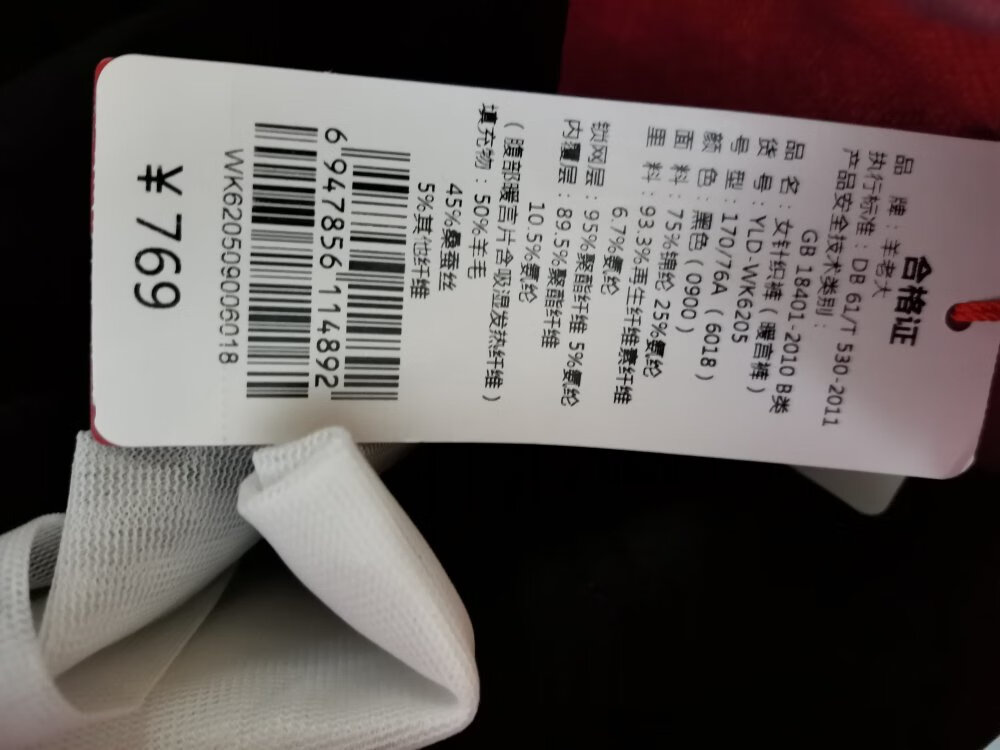 合格证
品 牌：羊老大
执行标准：DB 61/T 530-2011
产品安全技术类别：
GB 18401-2010 B类
品 名：女针织裤（暖宫裤）
货 号：YLD-WK6205
号 型：170/76A（6018）
颜 色：黑色（0900）
面 料：75%锦纶 25%氨纶
里 料：93.3%再生纤维素纤维
6.7%氨纶
锁网层：95%聚酯纤维 5%氨纶
内覆层：89.5%聚酯纤维
10.5%氨纶
（腹部暖宫片含吸湿发热纤维）
填充物：50%羊毛
45%桑蚕丝
5%其他纤维
6 947856 114892
WK620509006018
￥769